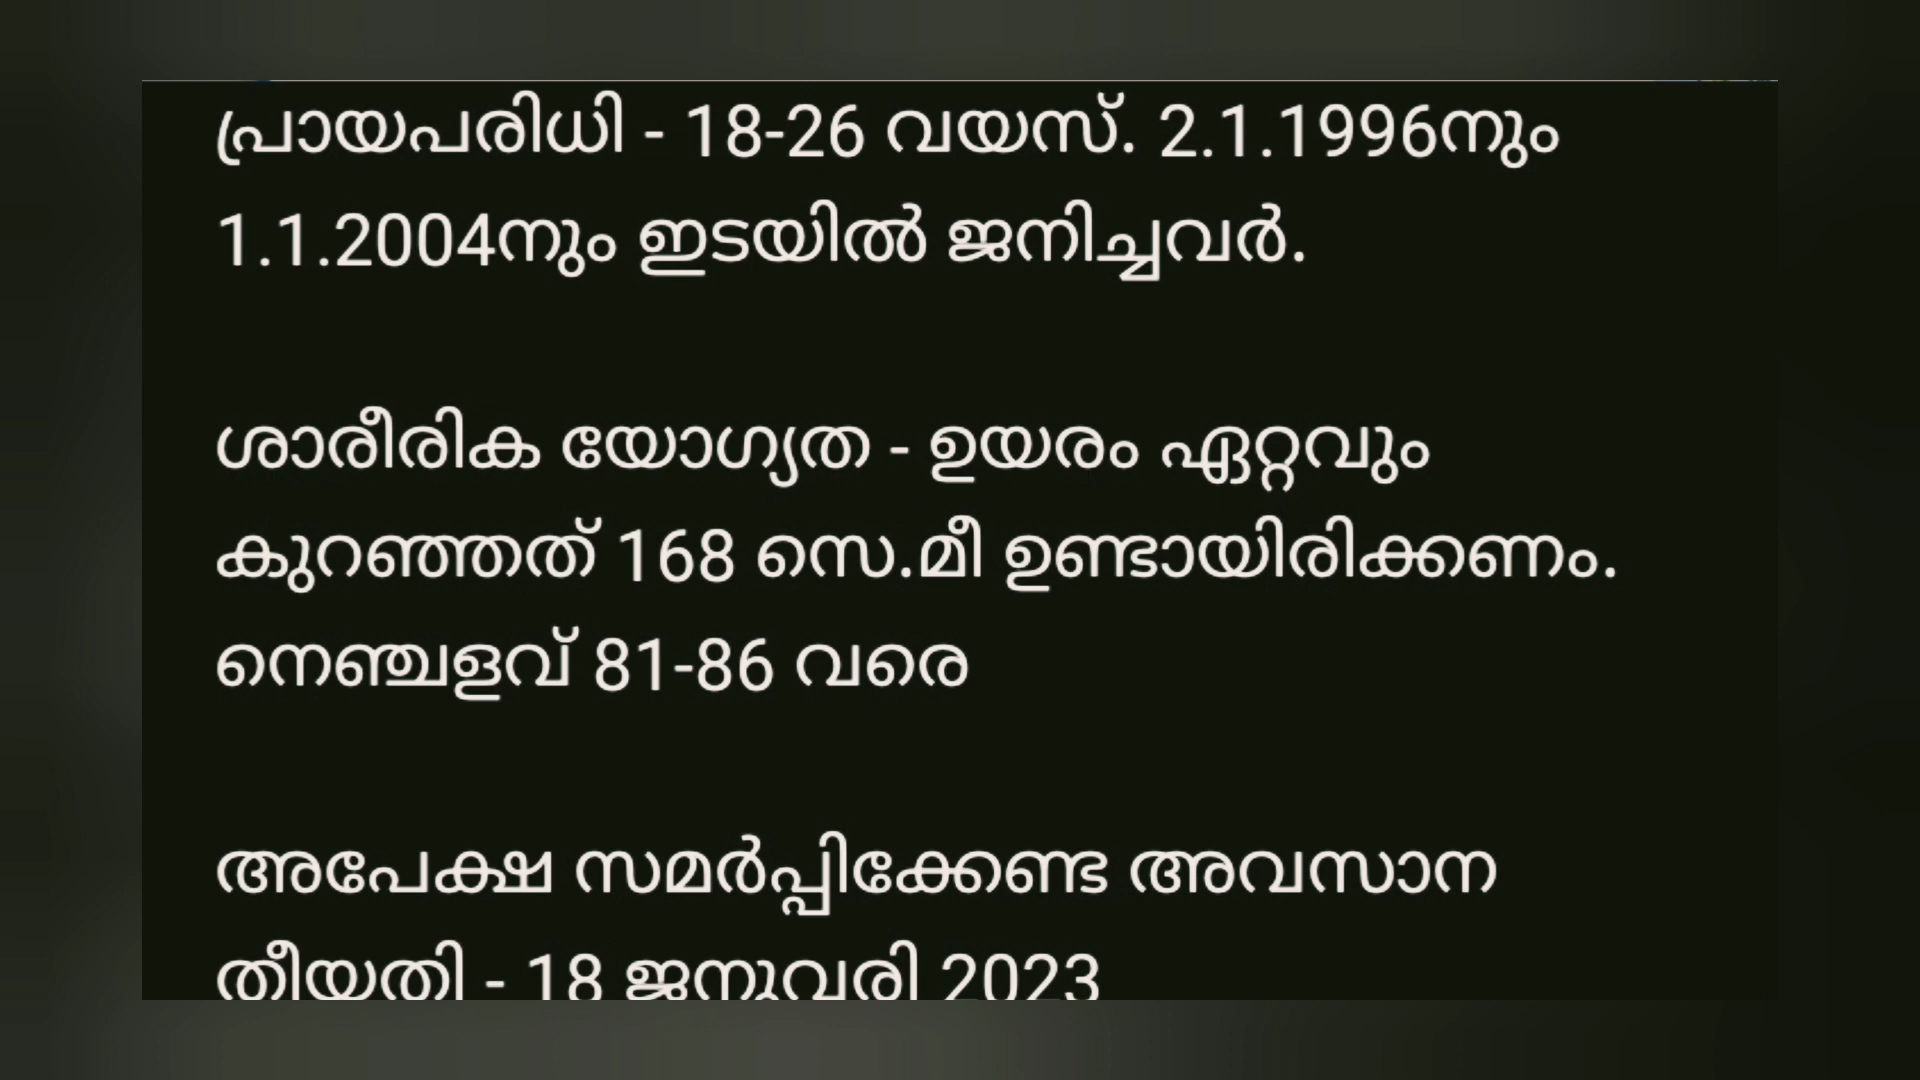 പ്രായപരിധി - 18-26 വയസ്. 2.1.1996നും
1.1.2004നും ഇടയിൽ ജനിച്ചവർ.
ശാരീരിക യോഗ്യത - ഉയരം ഏറ്റവും
കുറഞ്ഞത് 168 സെ.മീ ഉണ്ടായിരിക്കണം.
നെഞ്ചളവ് 81-86 വരെ
അപേക്ഷ സമർപ്പിക്കേണ്ട അവസാന
തീയതി - 18 ജനുവരി 2023